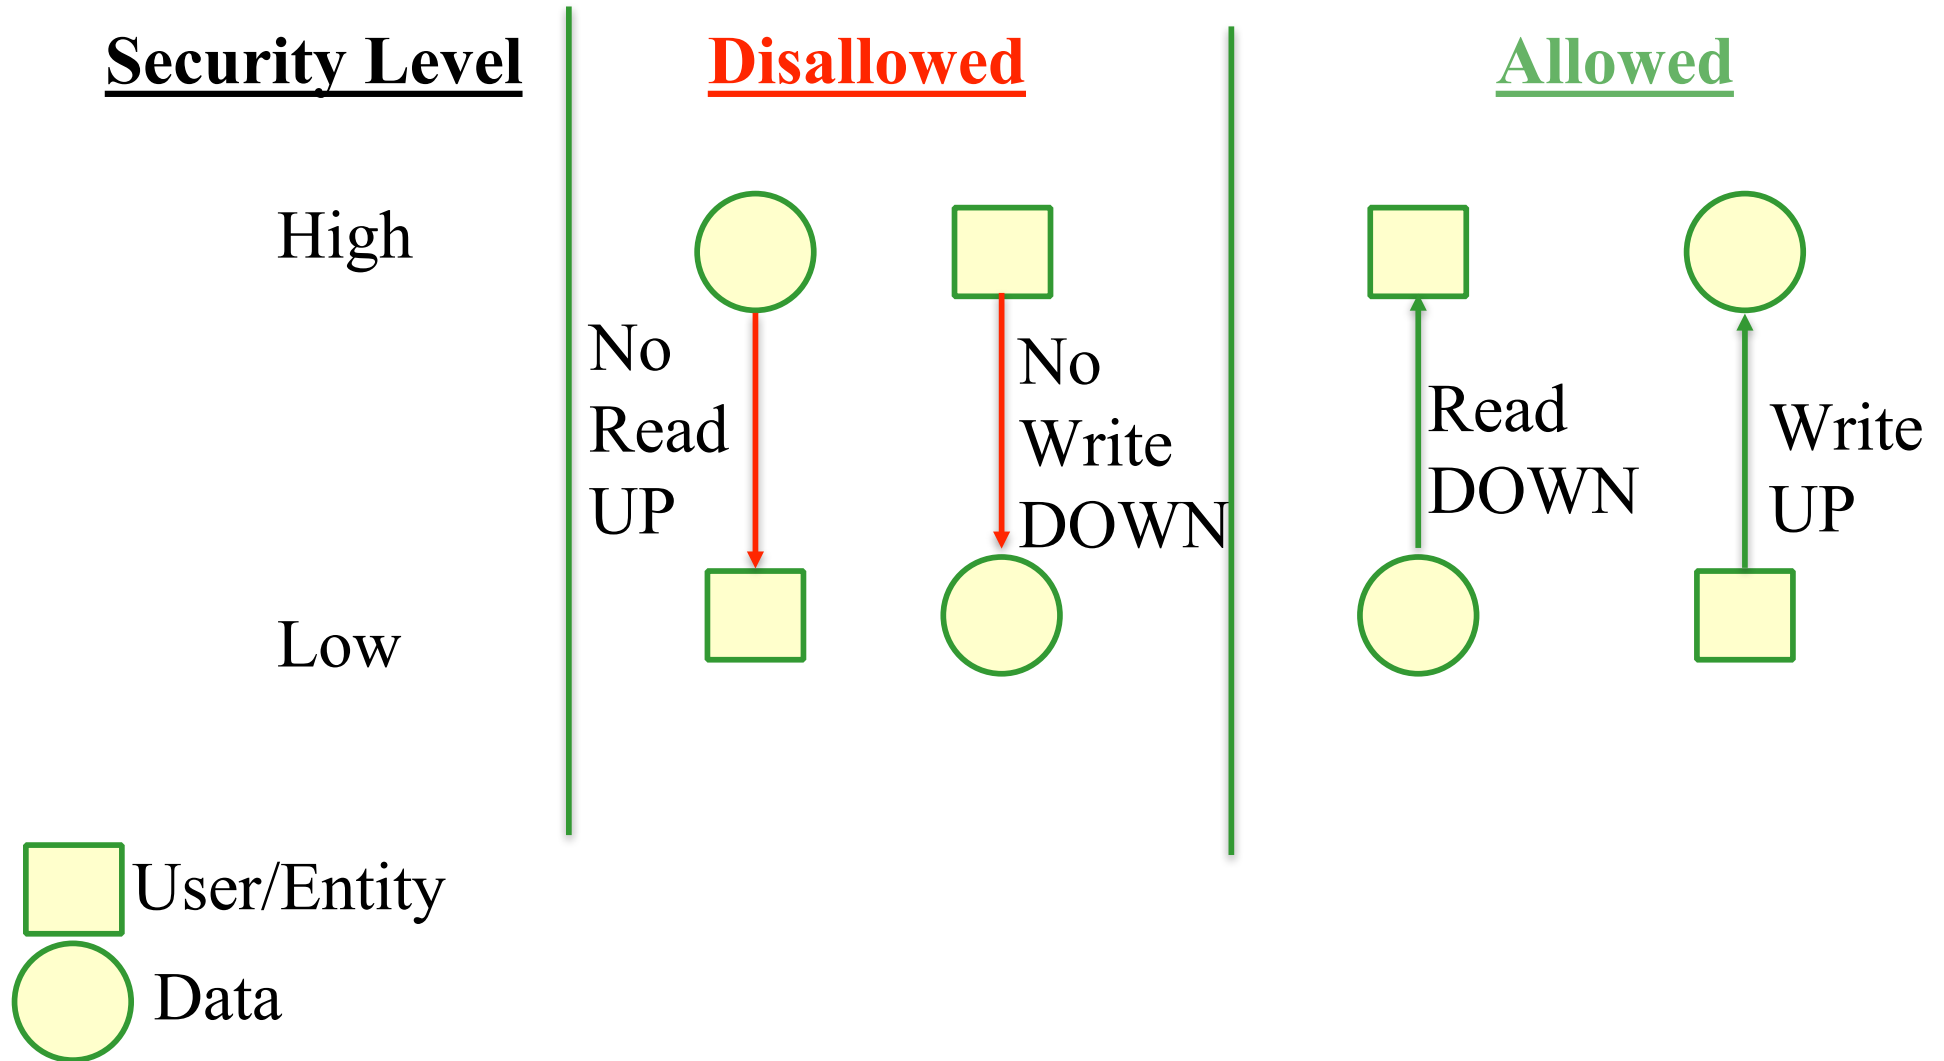 Security Level
Disallowed
Allowed
High
No
Read
UP
No
Write
DOWN
Read
DOWN
Write
UP
Low
User/Entity
Data